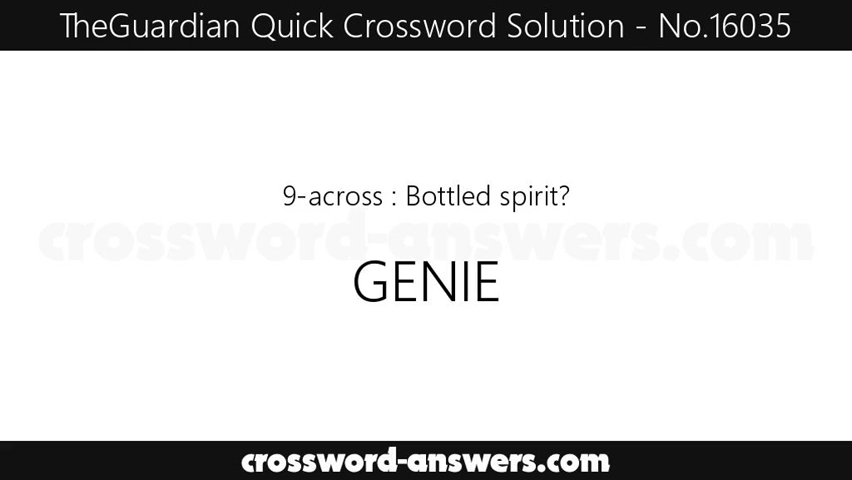 TheGuardian Quick Crossword Solution - No.16035
9-across : Bottled spirit?
crossword-answers.com
GENIE
crossword-answers.com